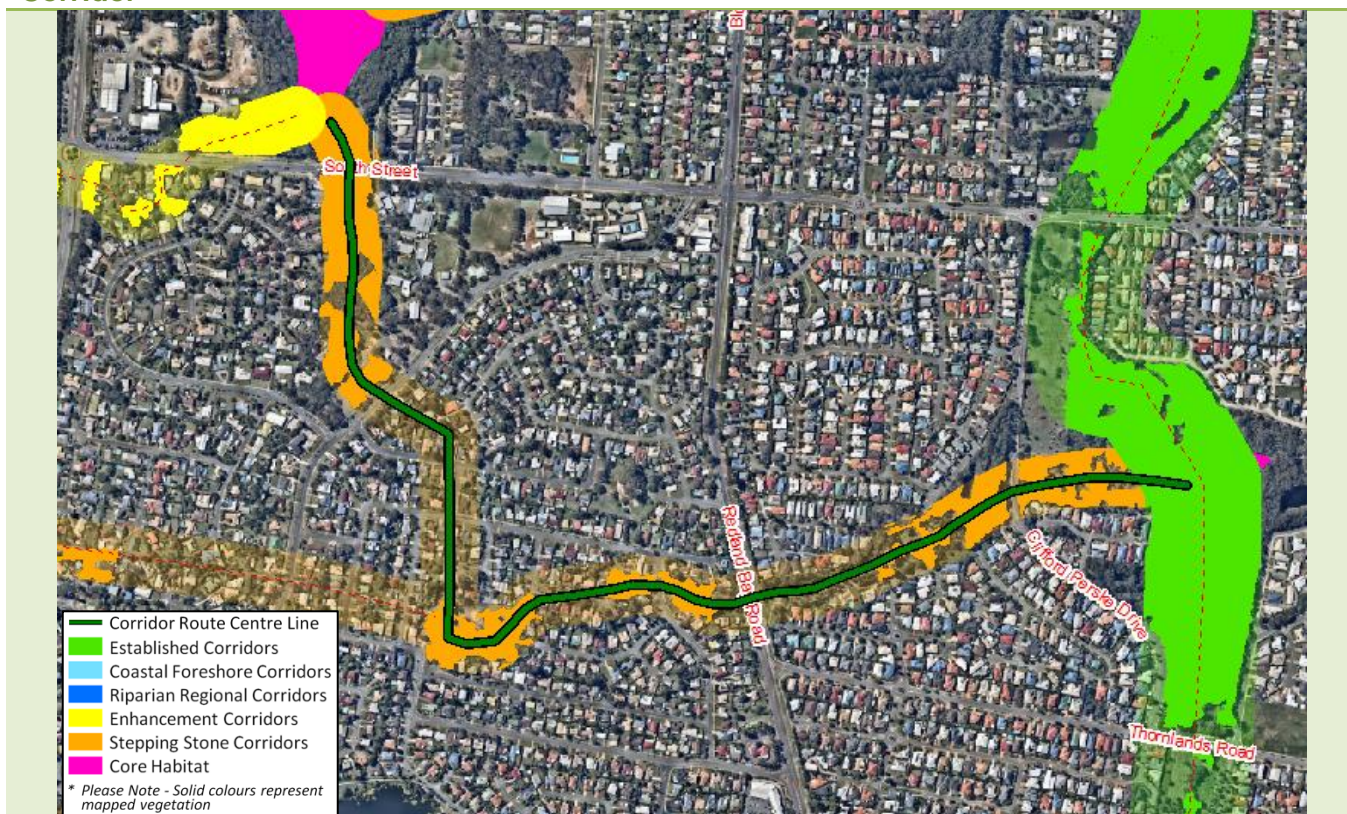 South Street
Redland Bay Road
Clifford Perske Drive
Thornlands Road
Corridor Route Centre Line
Established Corridors
Coastal Foreshore Corridors
Riparian Regional Corridors
Enhancement Corridors
Stepping Stone Corridors
Core Habitat
* Please Note - Solid colours represent
mapped vegetation